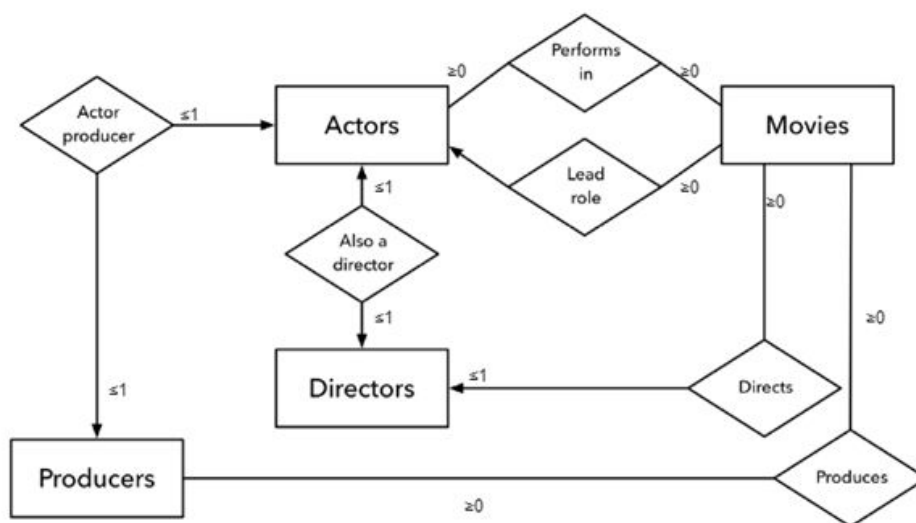 Performs
in
≥0
≥0
Actor
producer
≤1
Actors
Movies
Lead
role
≥0
≤1
≥0
Also a
director
≤1
≥0
Directors
≤1
Directs
≤1
Producers
Produces
≥0